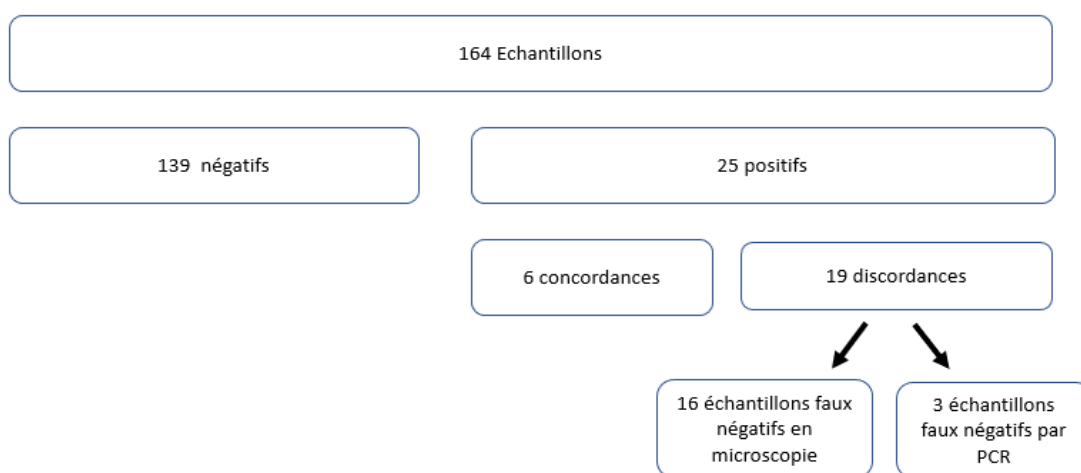 164 Echantillons
139 négatifs
25 positifs
6 concordances
19 discordances
16 échantillons faux
négatifs en
microscopie
3 échantillons
faux négatifs par
PCR